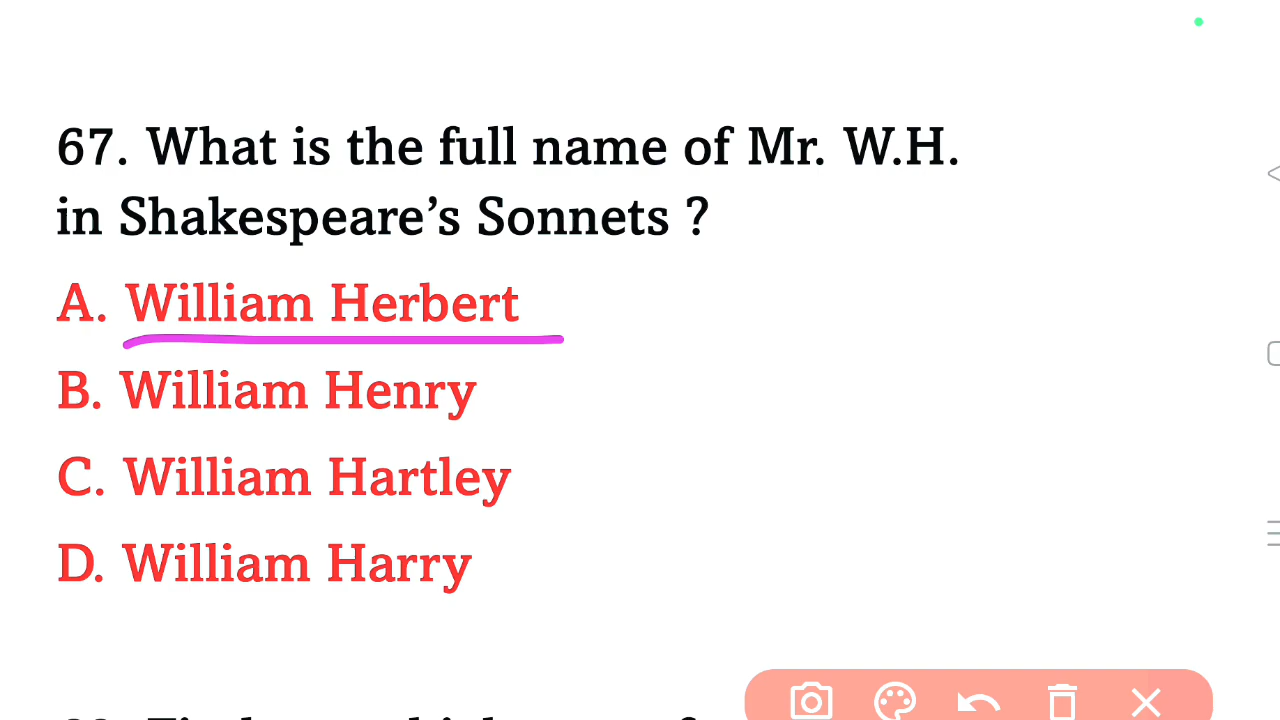 67. What is the full name of Mr. W.H.
in Shakespeare’s Sonnets ?
A. William Herbert
B. William Henry
C. William Hartley
D. William Harry